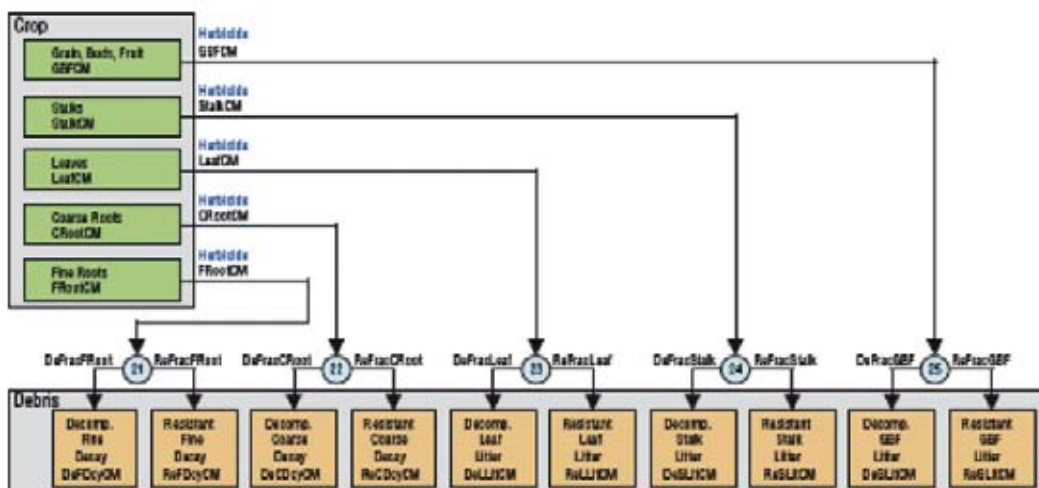 Crop
Grain, Buds, Fruit
GBFCM
Stalks
StalkCM
Leaves
LeafCM
Coarse Roots
CRootCM
Fine Roots
FRootCM
Herbicide
GBFCM
Herbicide
StalkCM
Herbicide
LeafCM
Herbicide
CRootCM
Herbicide
FRootCM
DeFracFRoot 21 ReFracFRoot
DeFracCRoot 22 ReFracCRoot
DeFracLeaf 23 ReFracLeaf
DeFracStalk 24 ReFracStalk
DeFracGBF 25 ReFracGBF
Debris
Decomp.
Fine
Decay
DeFDcyCM
Resistant
Fine
Decay
ReFDcyCM
Decomp.
Coarse
Decay
DeCDcyCM
Resistant
Coarse
Decay
ReCDcyCM
Decomp.
Leaf
Litter
DeLLitCM
Resistant
Leaf
Litter
ReLLitCM
Decomp.
Stalk
Litter
DeSLitCM
Resistant
Stalk
Litter
ReSLitCM
Decomp.
GBF
Litter
DeSLitCM
Resistant
GBF
Litter
ReSLitCM